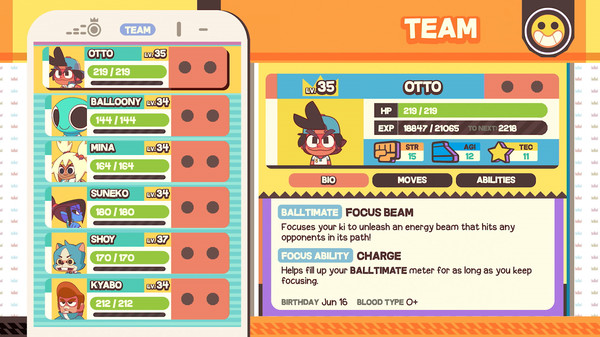 TEAM
OTTO LV.35
219 / 219
BALLOONY LV.34
144 / 144
MINA LV.34
164 / 164
SUNEKO LV.34
180 / 180
SHOY LV.37
170 / 170
KYABO LV.34
212 / 212
TEAM
LV.35 OTTO
HP 219 / 219
EXP 18847 / 21065 TO NEXT 2218
STR 15 AGI 12 TEC 11
BIO MOVES ABILITIES
BALLTIMATE FOCUS BEAM
Focuses your ki to unleash an energy beam that hits any
opponents in its path!
FOCUS ABILITY CHARGE
Helps fill up your BALLTIMATE meter for as long as you keep
focusing.
BIRTHDAY Jun 16 BLOOD TYPE O+